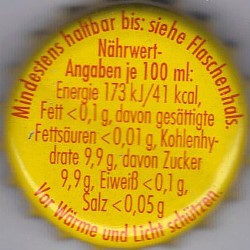 Mindestens haltbar bis: siehe Flaschenhals.
Nährwert-
Angaben je 100 ml:
Energie 173 kJ/41 kcal,
Fett <0,1 g, davon gesättigte
Fettsäuren <0,01 g, Kohlenhy-
drate 9,9 g, davon Zucker
9,9 g, Eiweiß <0,1 g,
Salz <0,05 g
Vor Wärme und Licht schützen.